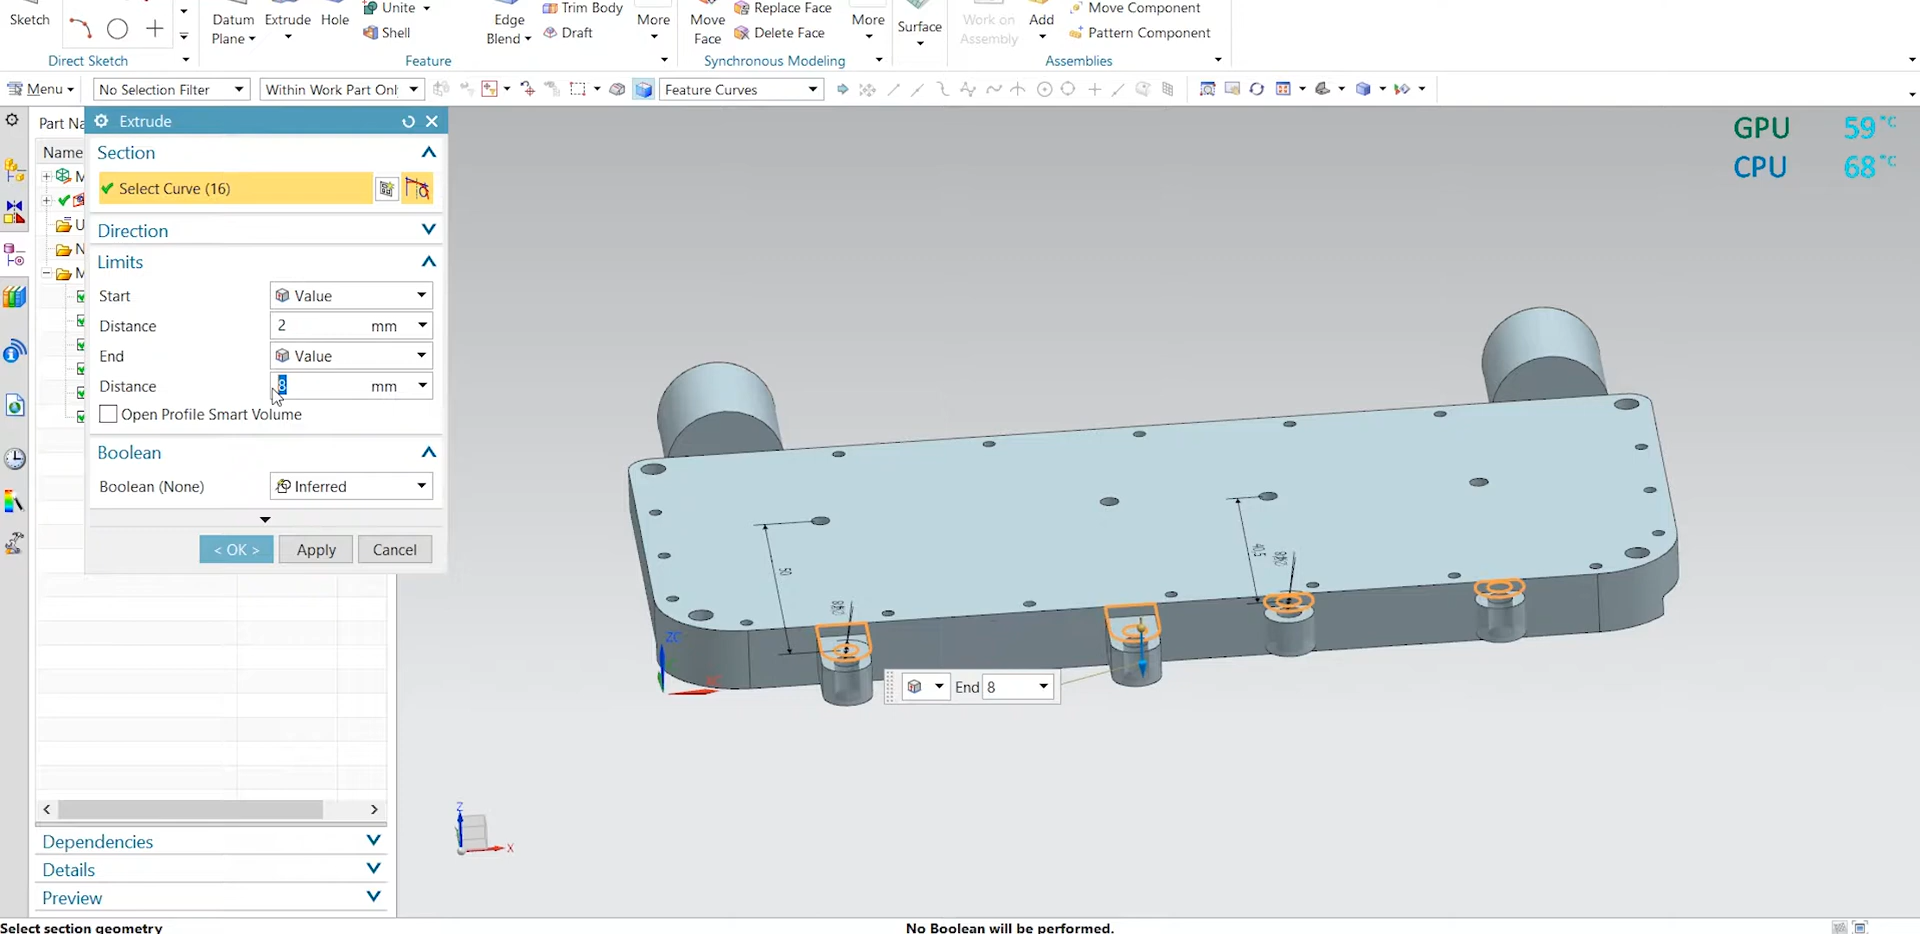 Sketch
Datum
Plane
Extrude
Hole
Unite
Shell
Edge
Blend
Trim Body
Draft
More
Move
Face
Replace Face
Delete Face
More
Surface
Work on
Assembly
Add
Move Component
Pattern Component
Direct Sketch
Feature
Synchronous Modeling
Assemblies
Menu
No Selection Filter
Within Work Part Onl
Feature Curves
Part Na
Name
Extrude
Section
Select Curve (16)
Direction
Limits
Start
Value
Distance
2 mm
End
Value
Distance
8 mm
Open Profile Smart Volume
Boolean
Boolean (None)
Inferred
< OK >
Apply
Cancel
GPU 59 °C
CPU 68 °C
50
40.5
ZC
End 8
Z
X
Dependencies
Details
Preview
Select section geometry
No Boolean will be performed.